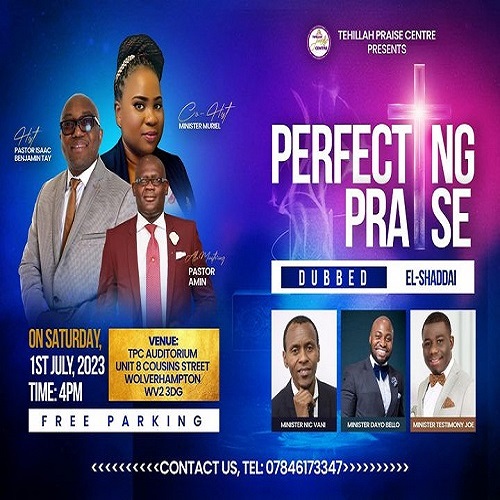 TEHILLAH PRAISE CENTRE
PRESENTS
Host
PASTOR ISAAC
BENJAMIN TAY
Co-Host
MINISTER MURIEL
PASTOR
AMIN
PERFECTING
PRAISE
DUBBED
EL-SHADDAI
ON SATURDAY,
1ST JULY, 2023
TIME: 4PM
VENUE:
TPC AUDITORIUM
UNIT 8 COUSINS STREET
WOLVERHAMPTON
WV2 3DG
FREE PARKING
MINISTER NIC VANI
MINISTER DAYO BELLO
MINISTER TESTIMONY JOE
<<<<<<<<<<CONTACT US, TEL: 07846173347>>>>>>>>>>